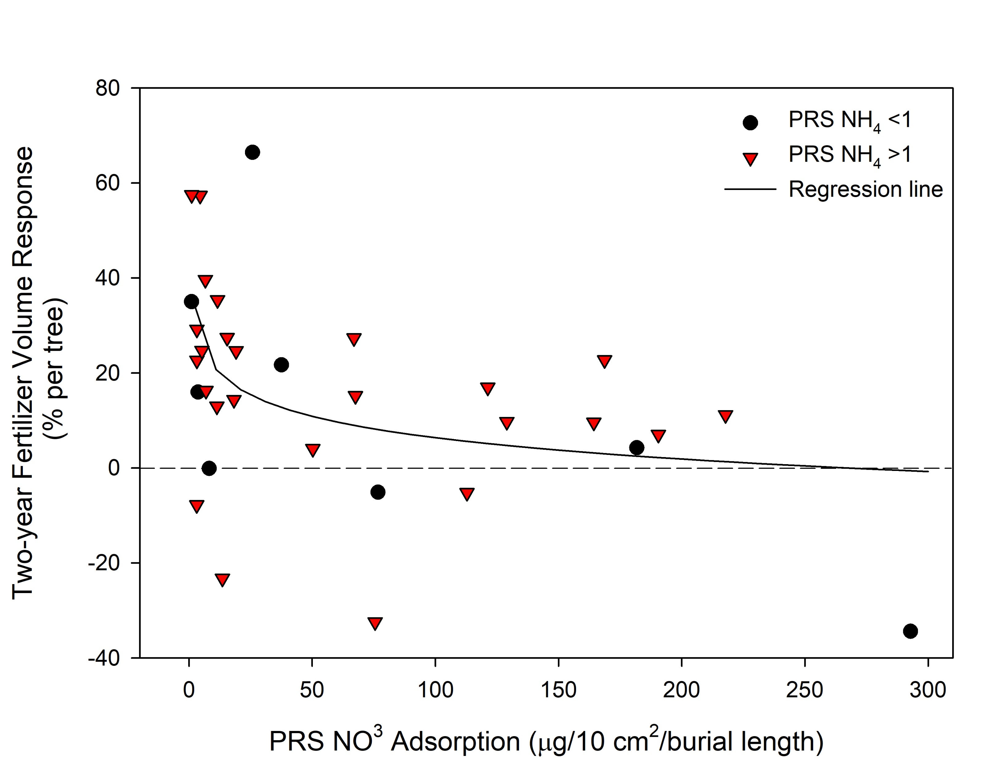 80
60
40
20
0
-20
-40
0 50 100 150 200 250 300
Two-year Fertilizer Volume Response
(% per tree)
PRS NH₄ <1
PRS NH₄ >1
Regression line
PRS NO³ Adsorption (μg/10 cm²/burial length)